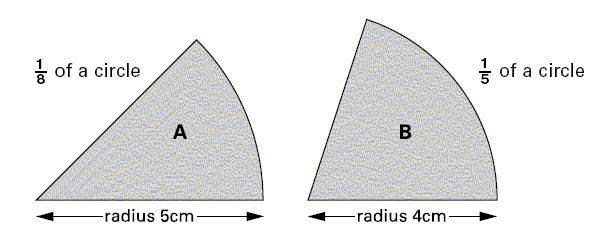 1/8 of a circle
A
radius 5cm
1/5 of a circle
B
radius 4cm